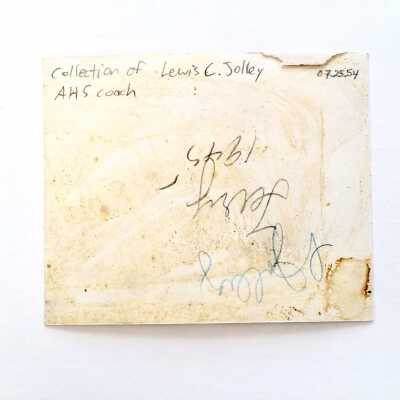 Collection of Lewis C. Jolley
07.25.54
AHS coach
1945